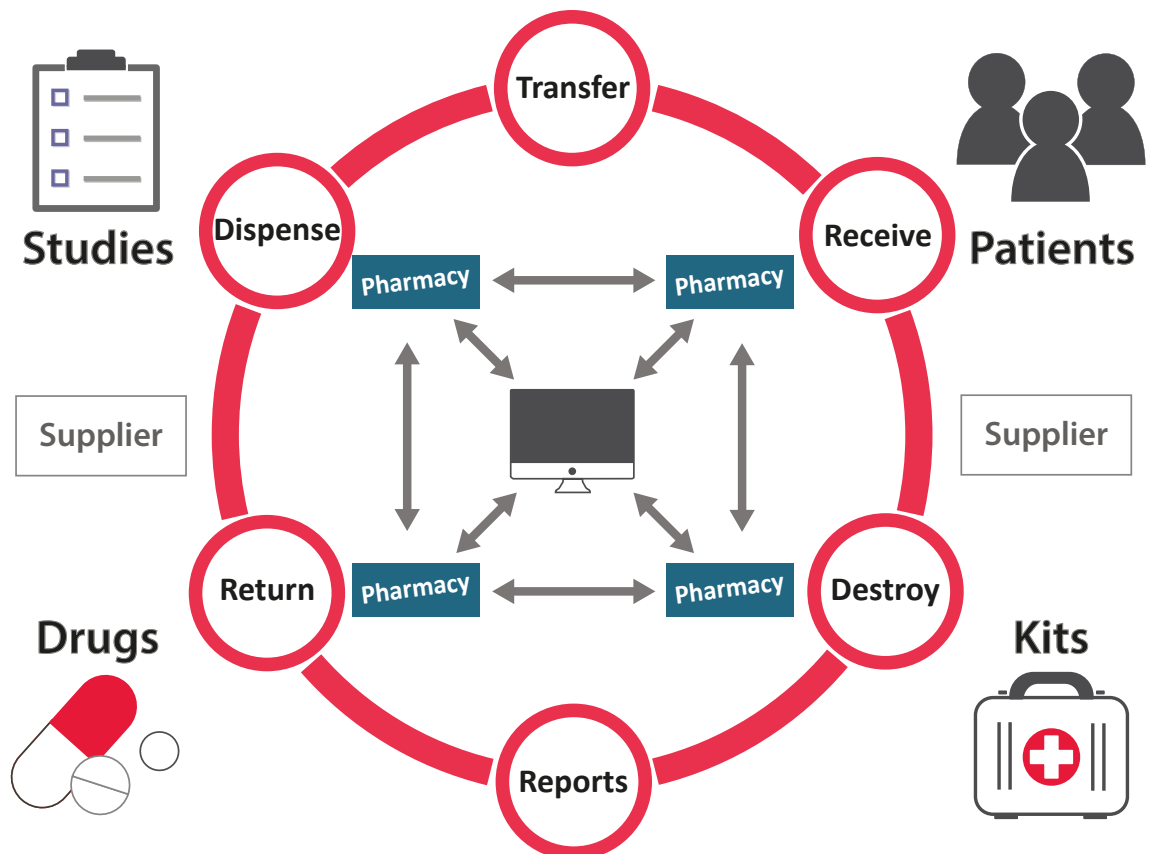 Transfer
Dispense
Receive
Studies
Patients
Pharmacy
Pharmacy
Supplier
Supplier
Pharmacy
Pharmacy
Return
Destroy
Drugs
Kits
Reports